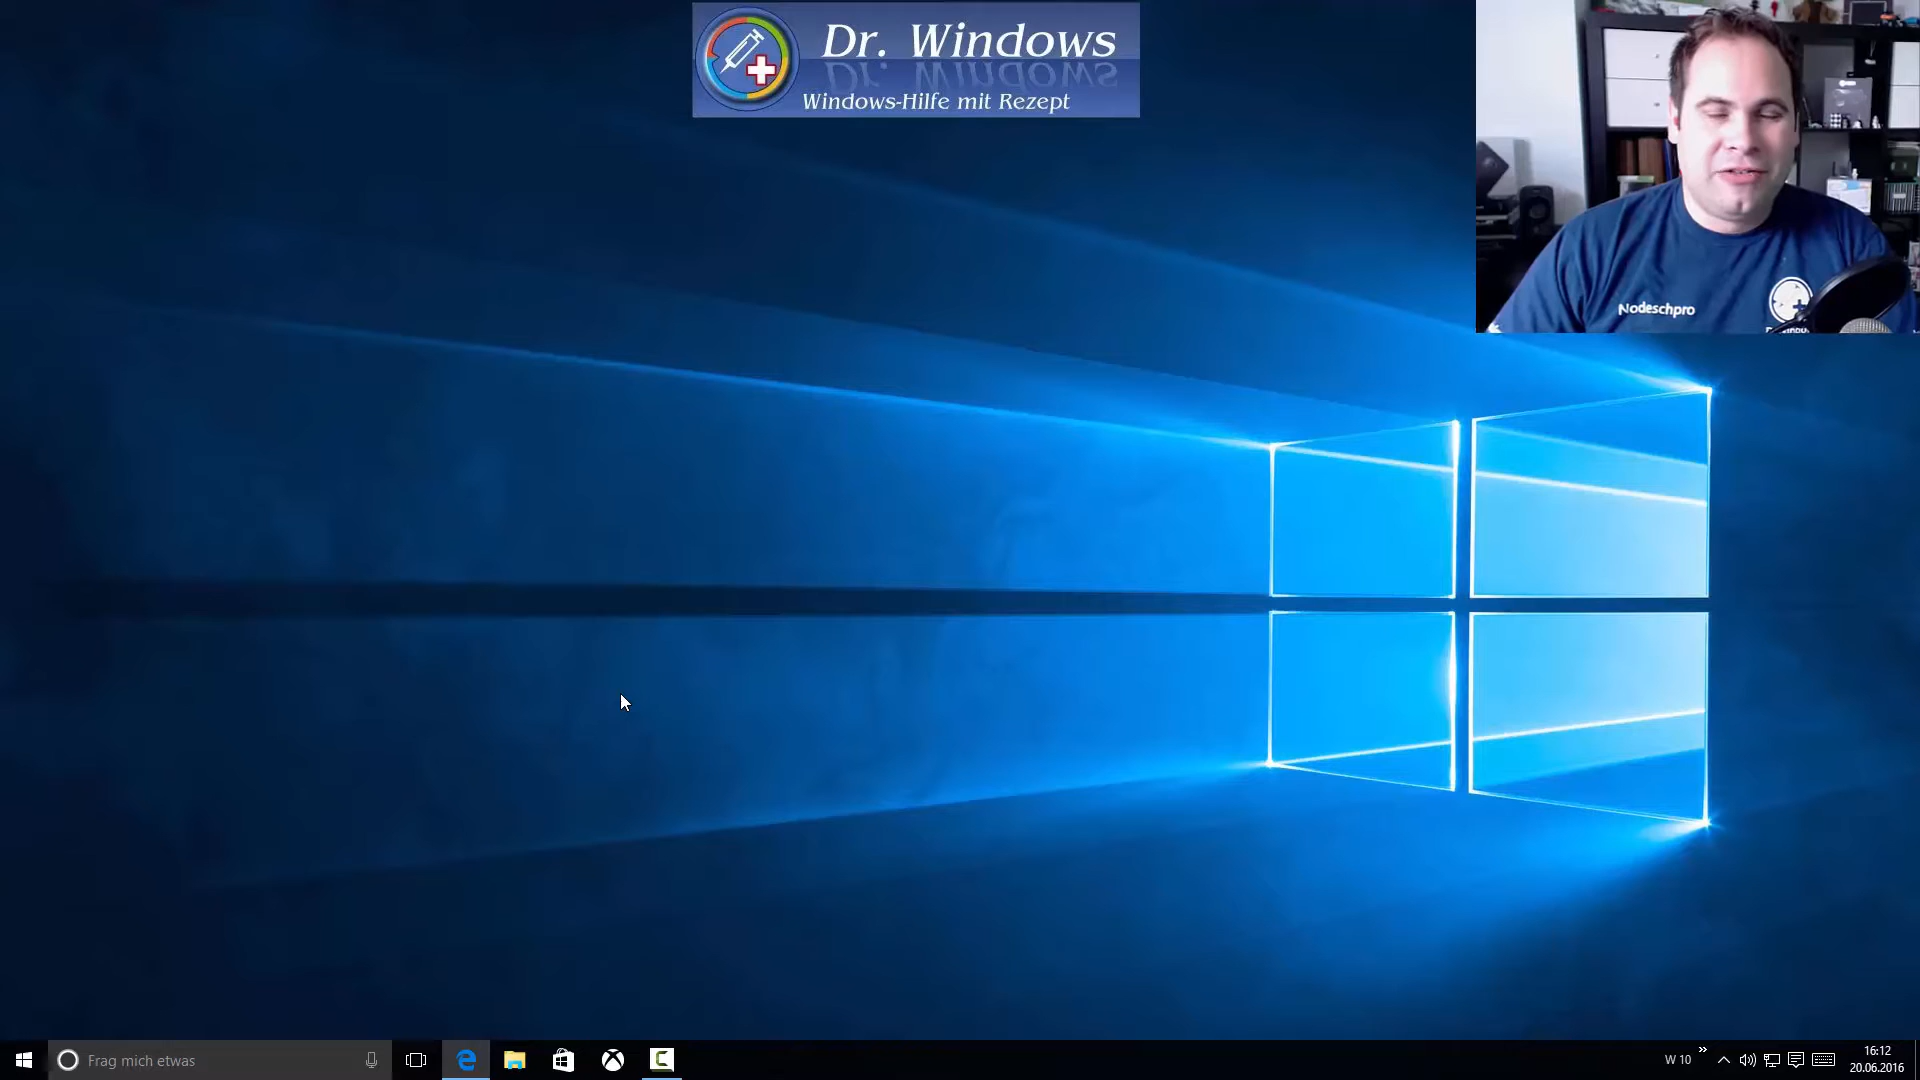 Dr. Windows
Windows-Hilfe mit Rezept
Nodeschpro
Frag mich etwas
W 10
16:12
20.06.2016